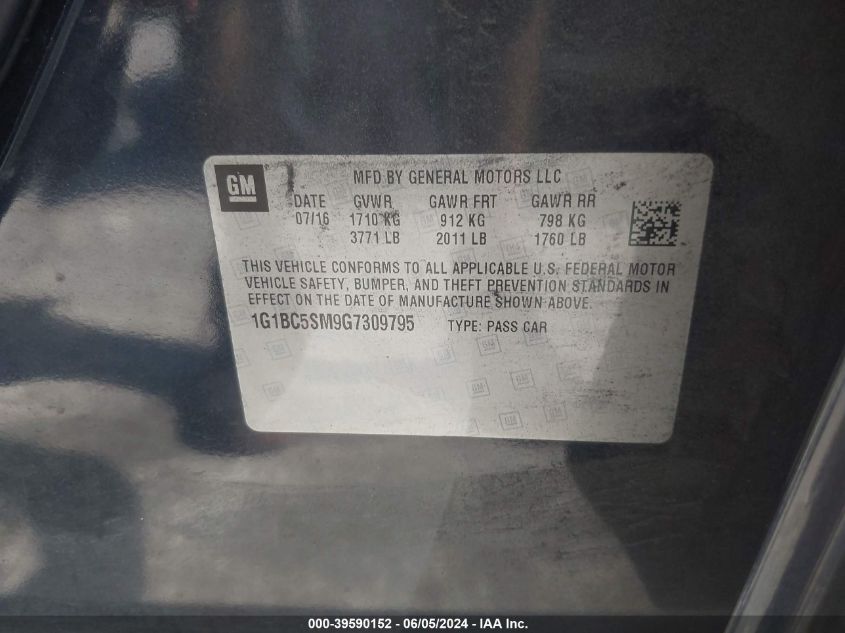 GM
MFD BY GENERAL MOTORS LLC
DATE GVWR GAWR FRT GAWR RR
07/16 1710 KG 912 KG 798 KG
3771 LB 2011 LB 1760 LB
THIS VEHICLE CONFORMS TO ALL APPLICABLE U.S. FEDERAL MOTOR
VEHICLE SAFETY, BUMPER, AND THEFT PREVENTION STANDARDS IN
EFFECT ON THE DATE OF MANUFACTURE SHOWN ABOVE.
1G1BC5SM9G7309795 TYPE: PASS CAR
000-39590152 - 06/05/2024 - IAA Inc.